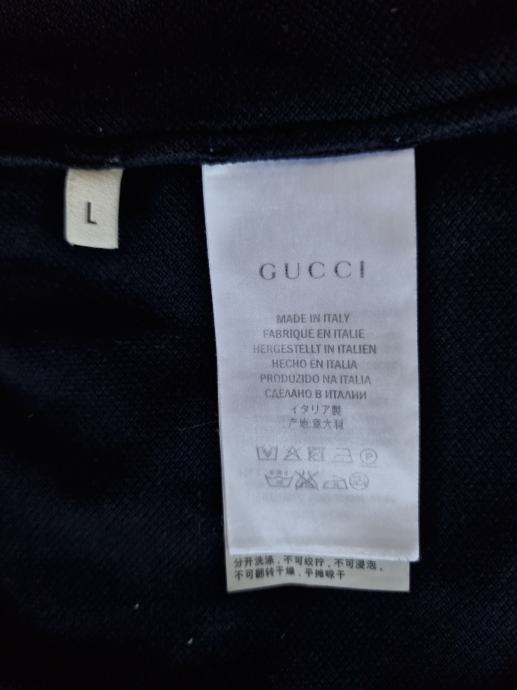 L
GUCCI
MADE IN ITALY
FABRIQUE EN ITALIE
HERGESTELLT IN ITALIEN
HECHO EN ITALIA
PRODUZIDO NA ITALIA
СДЕЛАНО В ИТАЛИИ
イタリア製
产地:意大利
分开洗涤，不可绞拧，不可浸泡，
不可翻转干燥，平摊晾干